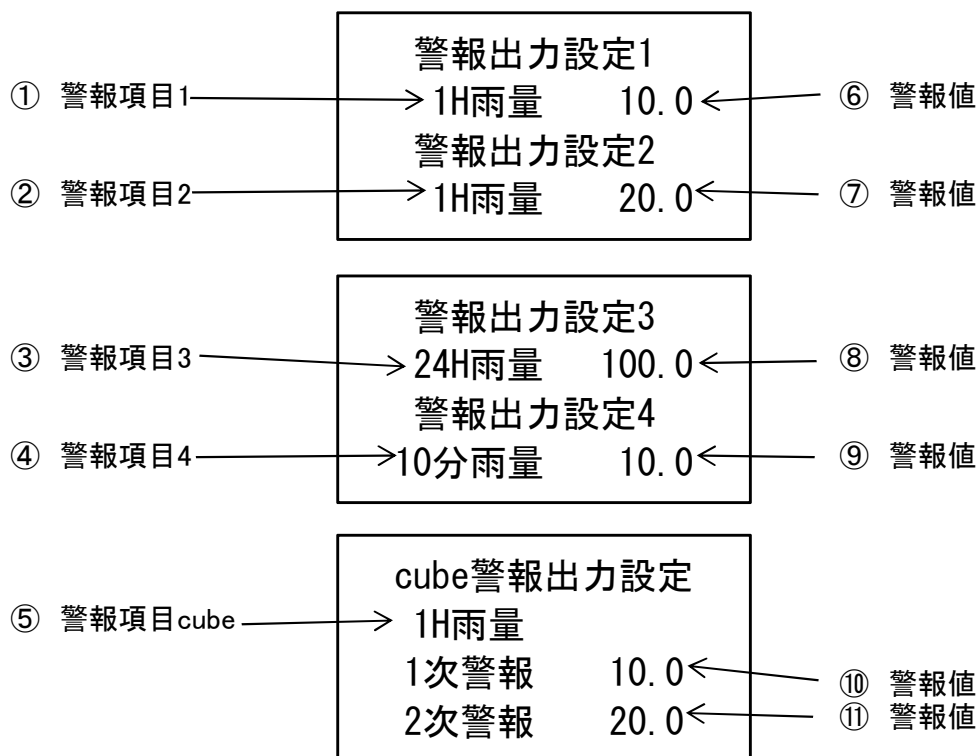 警報出力設定1
① 警報項目1 1H雨量 10.0 ⑥ 警報値
警報出力設定2
② 警報項目2 1H雨量 20.0 ⑦ 警報値
警報出力設定3
③ 警報項目3 24H雨量 100.0 ⑧ 警報値
警報出力設定4
④ 警報項目4 10分雨量 10.0 ⑨ 警報値
cube警報出力設定
⑤ 警報項目cube 1H雨量
1次警報 10.0 ⑩ 警報値
2次警報 20.0 ⑪ 警報値